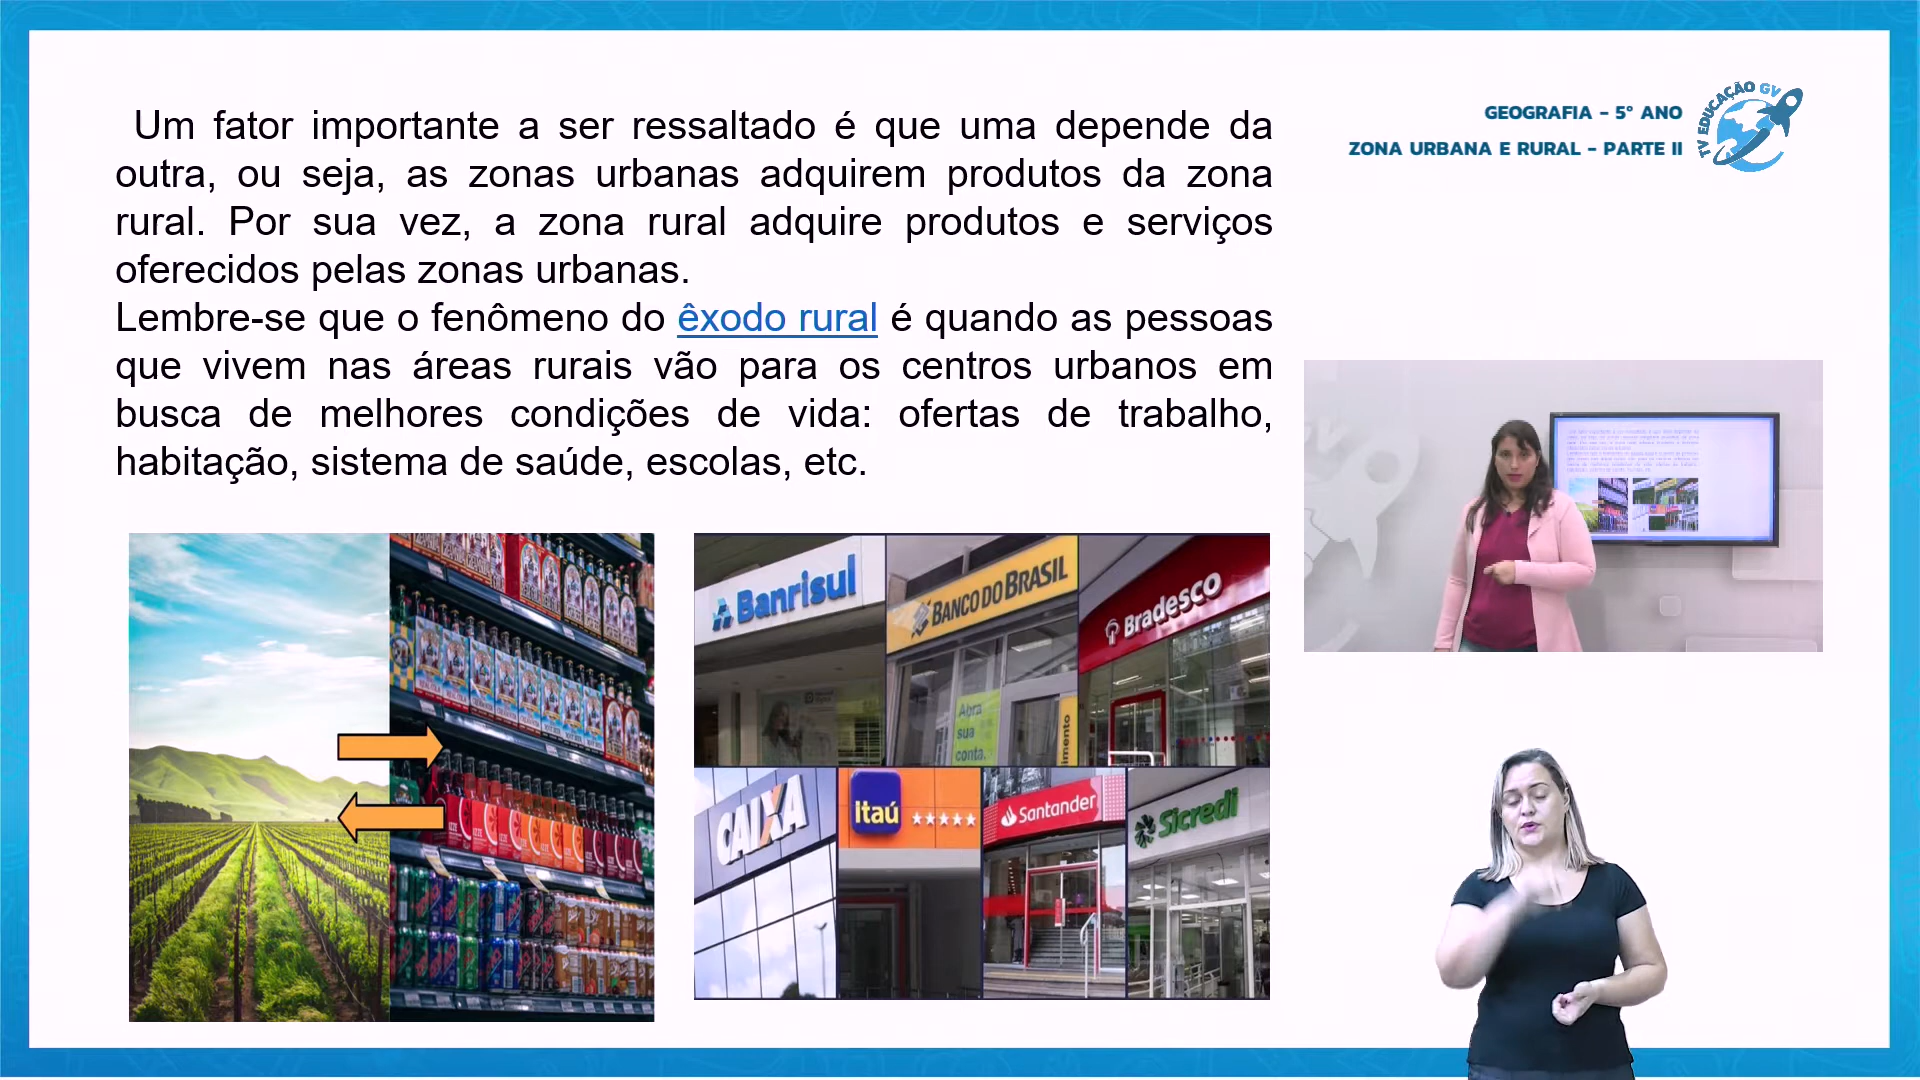 Um fator importante a ser ressaltado é que uma depende da
outra, ou seja, as zonas urbanas adquirem produtos da zona
rural. Por sua vez, a zona rural adquire produtos e serviços
oferecidos pelas zonas urbanas.
Lembre-se que o fenômeno do êxodo rural é quando as pessoas
que vivem nas áreas rurais vão para os centros urbanos em
busca de melhores condições de vida: ofertas de trabalho,
habitação, sistema de saúde, escolas, etc.
GEOGRAFIA - 5º ANO
ZONA URBANA E RURAL - PARTE II
TV EDUCAÇÃO GV
Banrisul
BANCO DO BRASIL
Bradesco
Abra
sua
conta.
imento
CAIXA
Itaú
Santander
Sicredi